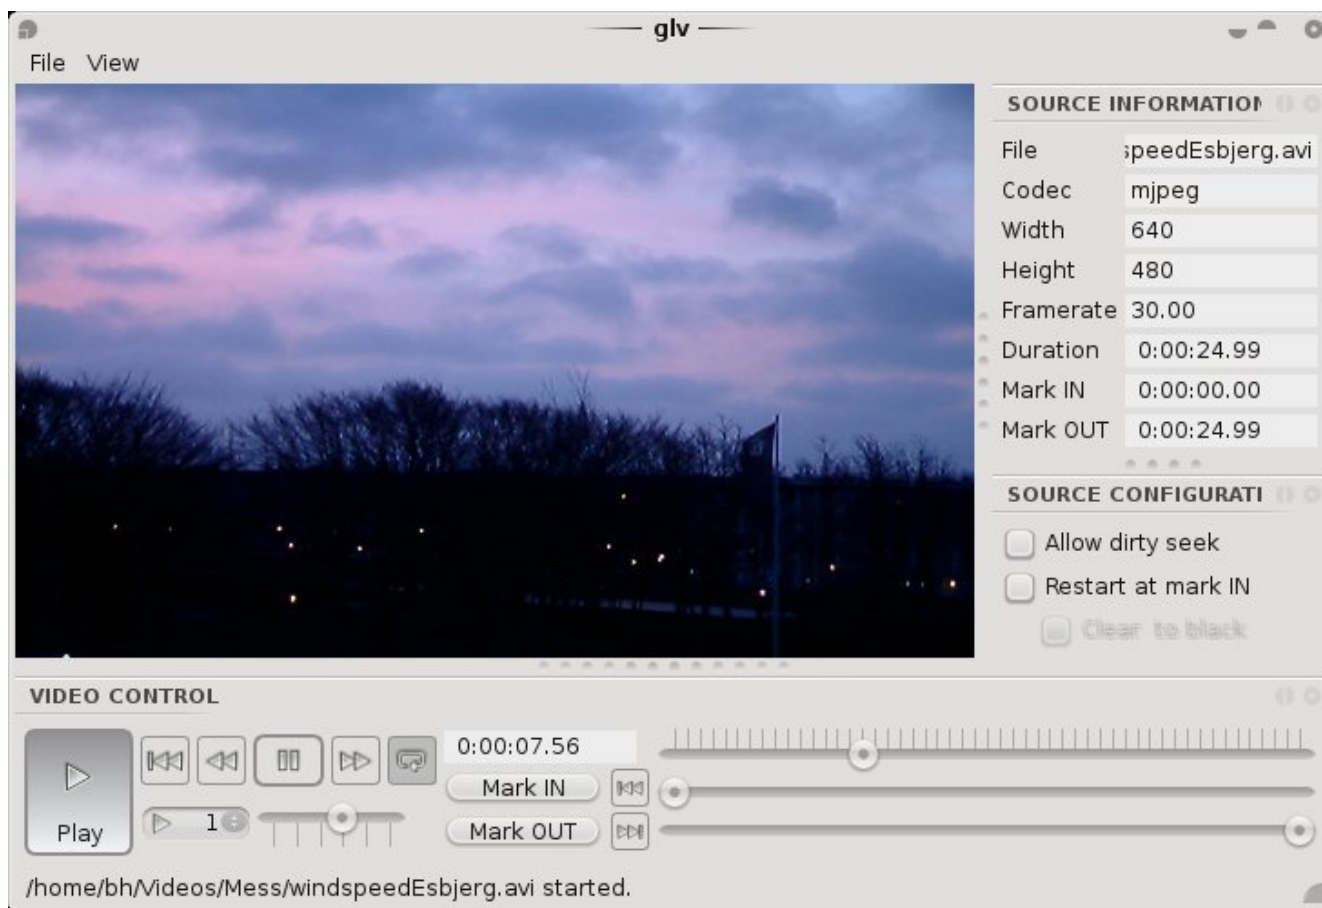 glv
File View
SOURCE INFORMATION
File speedEsbjerg.avi
Codec mjpeg
Width 640
Height 480
Framerate 30.00
Duration 0:00:24.99
Mark IN 0:00:00.00
Mark OUT 0:00:24.99
SOURCE CONFIGURATI
Allow dirty seek
Restart at mark IN
Clear to black
VIDEO CONTROL
0:00:07.56
Mark IN
Play 1 Mark OUT
/home/bh/Videos/Mess/windspeedEsbjerg.avi started.